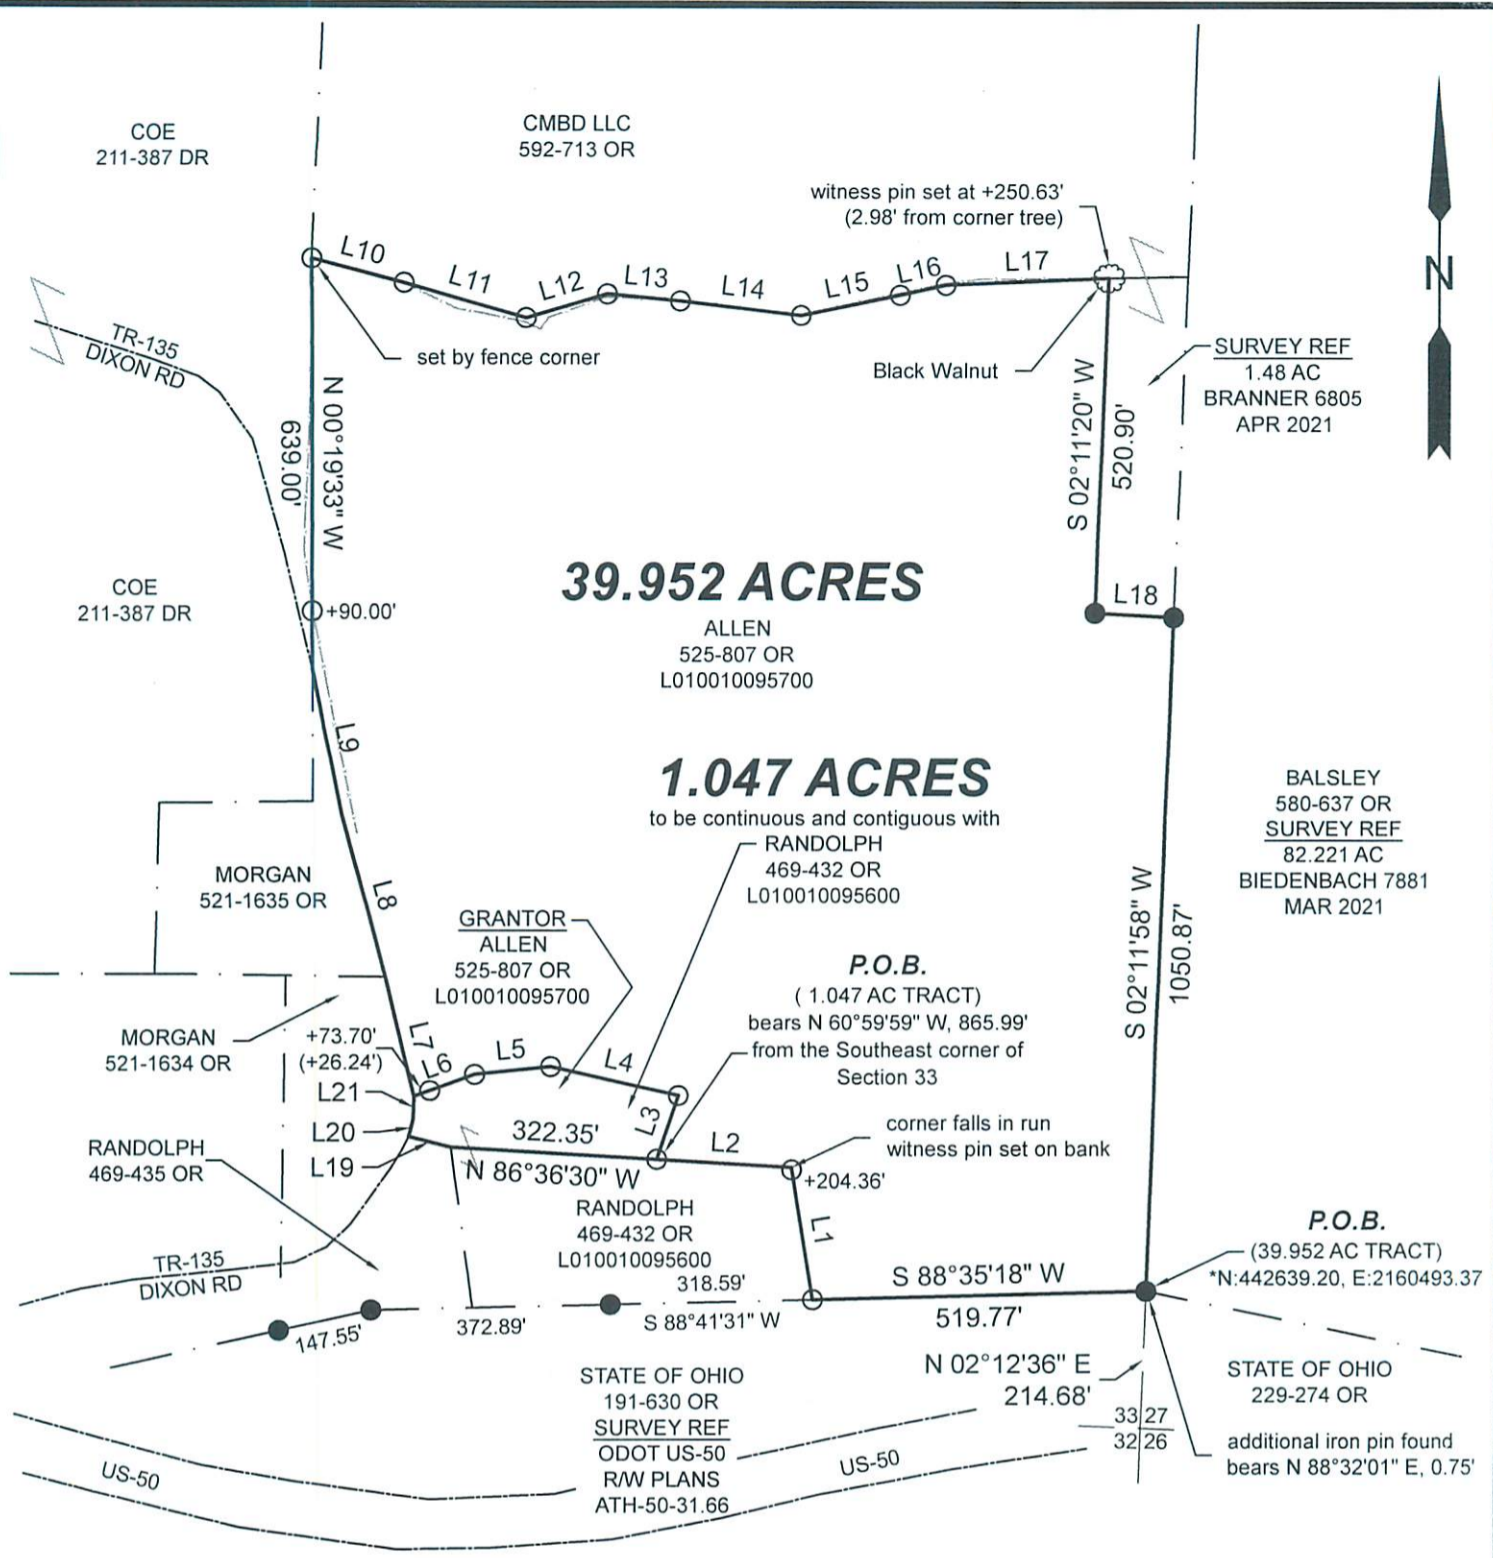 COE
211-387 DR
CMBD LLC
592-713 OR
witness pin set at +250.63'
(2.98' from corner tree)
L10
L11
L12
L13
L14
L15
L16
L17
N
TR-135
DIXON RD
set by fence corner
Black Walnut
SURVEY REF
1.48 AC
BRANNER 6805
APR 2021
N 00°19'33" W
639.00'
S 02°11'20" W
520.90'
COE
211-387 DR
+90.00'
39.952 ACRES
ALLEN
525-807 OR
L010010095700
L18
L9
1.047 ACRES
to be continuous and contiguous with
RANDOLPH
469-432 OR
L010010095600
BALSLEY
580-637 OR
SURVEY REF
82.221 AC
BIEDENBACH 7881
MAR 2021
MORGAN
521-1635 OR
L8
GRANTOR
ALLEN
525-807 OR
L010010095700
S 02°11'58" W
1050.87'
P.O.B.
( 1.047 AC TRACT)
bears N 60°59'59" W, 865.99'
from the Southeast corner of
Section 33
MORGAN
521-1634 OR
+73.70'
(+26.24')
L7
L6
L5
L4
L3
L21
L20
L19
322.35'
N 86°36'30" W
L2
corner falls in run
witness pin set on bank
+204.36'
L1
RANDOLPH
469-435 OR
RANDOLPH
469-432 OR
L010010095600
318.59'
S 88°41'31" W
TR-135
DIXON RD
147.55'
372.89'
S 88°35'18" W
519.77'
P.O.B.
(39.952 AC TRACT)
*N:442639.20, E:2160493.37
N 02°12'36" E
214.68'
STATE OF OHIO
191-630 OR
SURVEY REF
ODOT US-50
R/W PLANS
ATH-50-31.66
STATE OF OHIO
229-274 OR
33 27
32 26
additional iron pin found
bears N 88°32'01" E, 0.75'
US-50
US-50